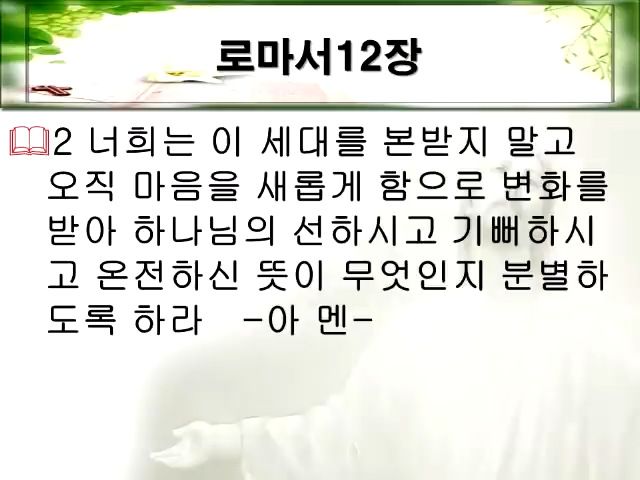 로마서12장
2 너희는 이 세대를 본받지 말고
오직 마음을 새롭게 함으로 변화를
받아 하나님의 선하시고 기뻐하시
고 온전하신 뜻이 무엇인지 분별하
도록 하라 -아 멘-